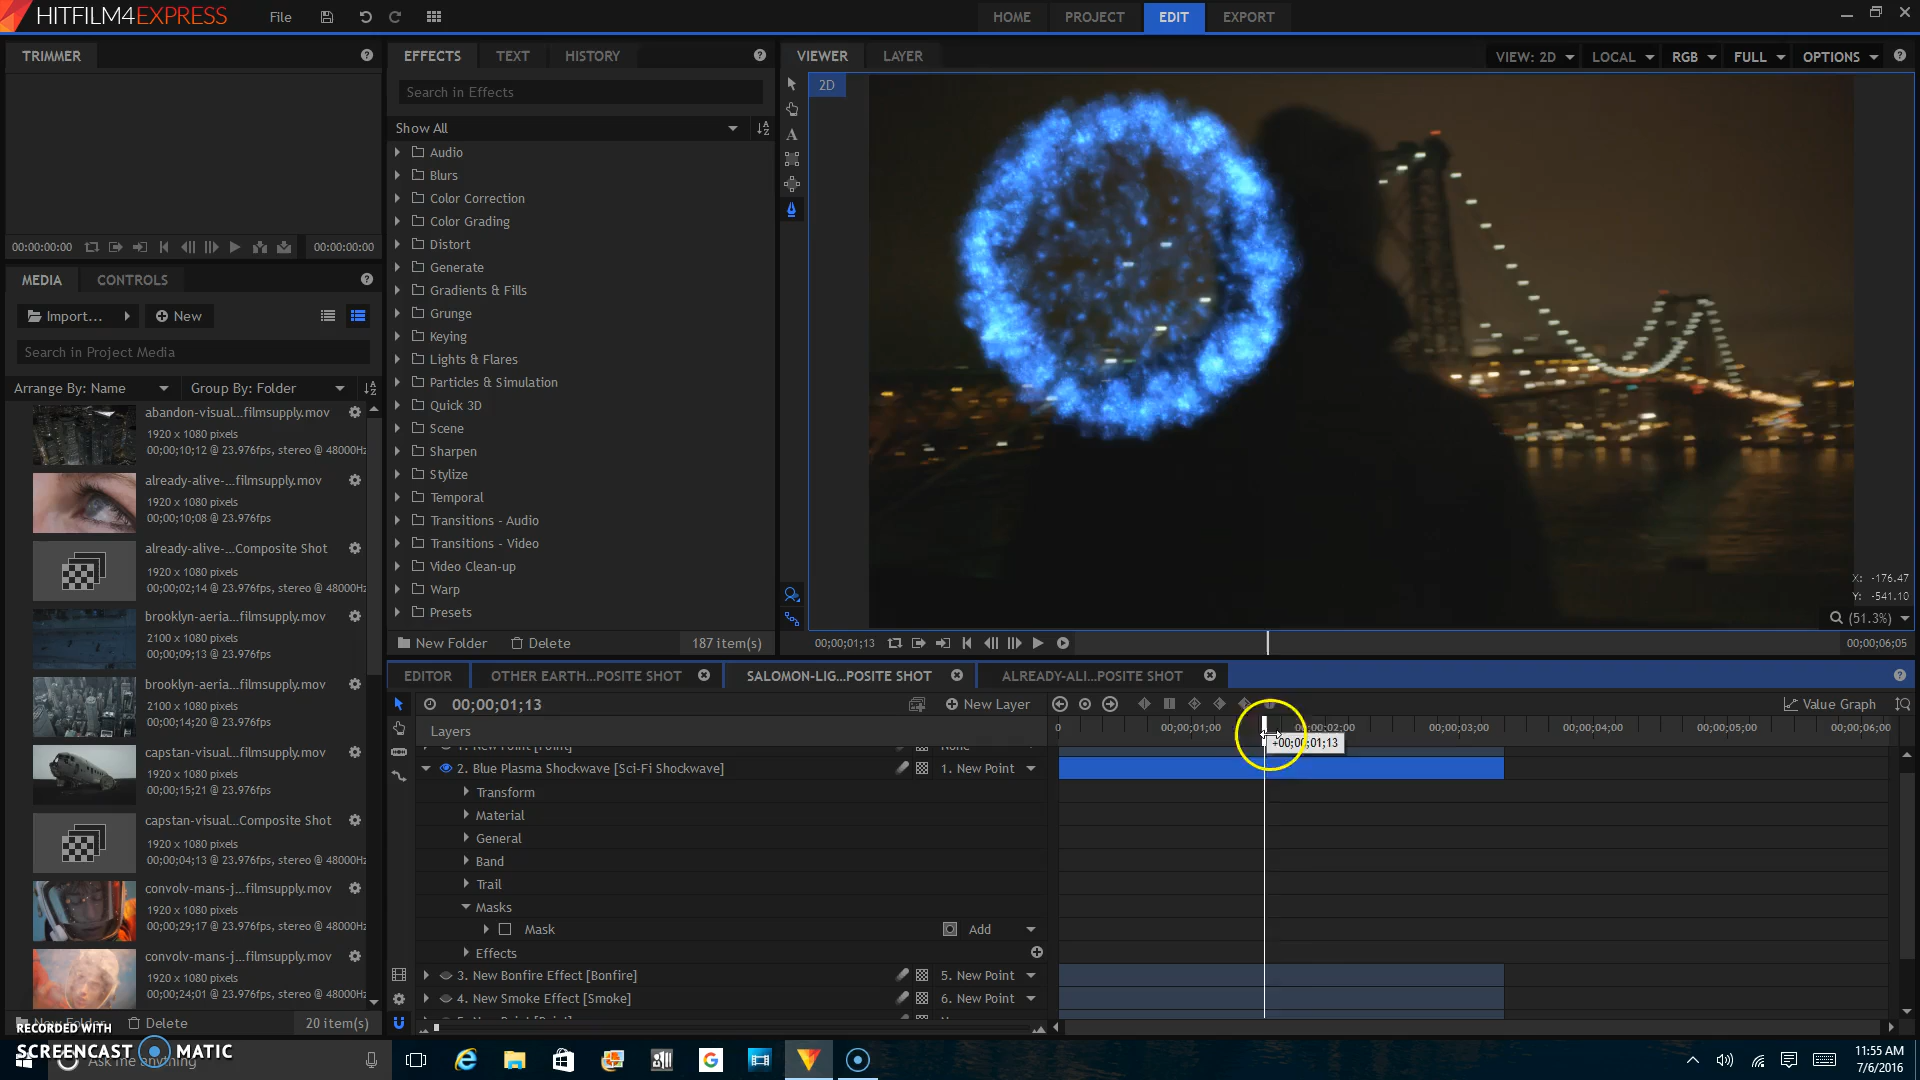 HITFILM4EXPRESS
File
HOME
PROJECT
EDIT
EXPORT
TRIMMER
EFFECTS
TEXT
HISTORY
VIEWER
LAYER
VIEW: 2D
LOCAL
RGB
FULL
OPTIONS
2D
Search in Effects
Show All
Audio
Blurs
Color Correction
Color Grading
Distort
Generate
Gradients & Fills
Grunge
Keying
Lights & Flares
Particles & Simulation
Quick 3D
Scene
Sharpen
Stylize
Temporal
Transitions - Audio
Transitions - Video
Video Clean-up
Warp
Presets
New Folder
Delete
187 item(s)
00:00:00:00
00:00:00:00
MEDIA
CONTROLS
Import...
New
Search in Project Media
Arrange By: Name
Group By: Folder
abandon-visual...filmsupply.mov
1920 x 1080 pixels
00;00;10;12 @ 23.976fps, stereo @ 48000Hz
already-alive-...filmsupply.mov
1920 x 1080 pixels
00;00;10;08 @ 23.976fps
already-alive-...Composite Shot
1920 x 1080 pixels
00;00;02;14 @ 23.976fps, stereo @ 48000Hz
brooklyn-aeria...filmsupply.mov
2100 x 1080 pixels
00;00;09;13 @ 23.976fps
brooklyn-aeria...filmsupply.mov
2100 x 1080 pixels
00;00;14;20 @ 23.976fps
capstan-visual...filmsupply.mov
1920 x 1080 pixels
00;00;15;21 @ 23.976fps
capstan-visual...Composite Shot
1920 x 1080 pixels
00;00;04;13 @ 23.976fps, stereo @ 48000Hz
convolv-mans-j...filmsupply.mov
1920 x 1080 pixels
00;00;29;17 @ 23.976fps
convolv-mans-j...filmsupply.mov
1920 x 1080 pixels
00;00;24;01 @ 23.976fps
Delete
20 item(s)
X: -176.47
Y: -541.10
(51.3%)
00;00;01;13
00;00;06;05
EDITOR
OTHER EARTH...POSITE SHOT
SALOMON-LIG...POSITE SHOT
ALREADY-ALI...POSITE SHOT
00;00;01;13
New Layer
Value Graph
Layers
0
00;00;01;00
00;00;02;00
00;00;03;00
00;00;04;00
00;00;05;00
00;00;06;00
+00;00;01;13
2. Blue Plasma Shockwave [Sci-Fi Shockwave]
1. New Point
Transform
Material
General
Band
Trail
Masks
Mask
Add
Effects
3. New Bonfire Effect [Bonfire]
5. New Point
4. New Smoke Effect [Smoke]
6. New Point
RECORDED WITH
SCREENCAST MATIC
Ask me anything
11:55 AM
7/6/2016